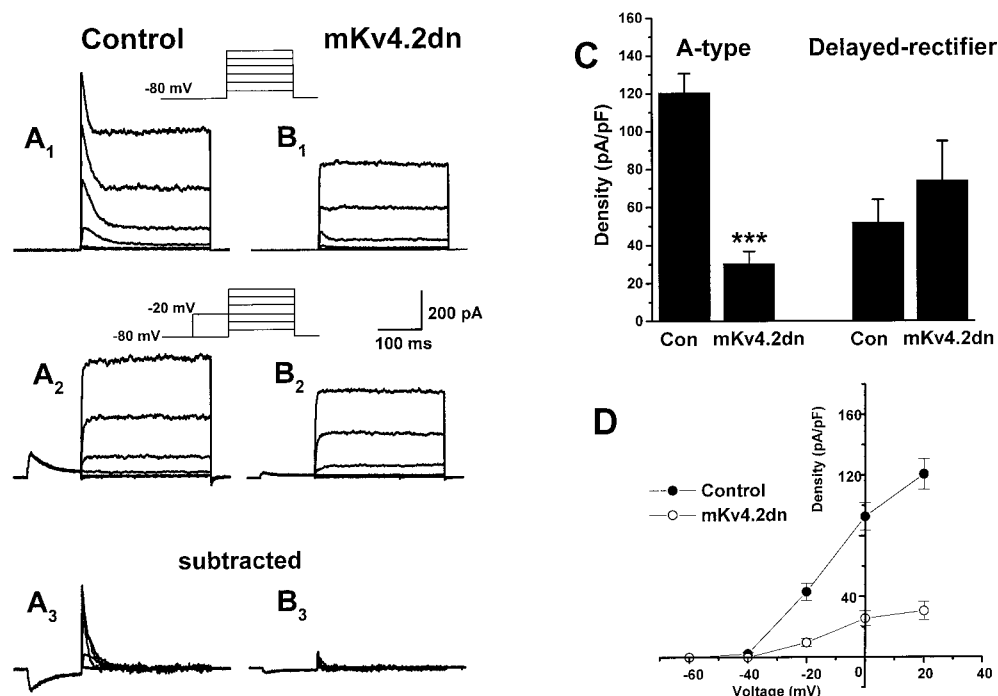 Control
mKv4.2dn
-80 mV
A1
B1
-20 mV
-80 mV
200 pA
100 ms
A2
B2
subtracted
A3
B3
C
A-type
Delayed-rectifier
Density (pA/pF)
160
140
120
100
80
60
40
20
0
***
Con
mKv4.2dn
Con
mKv4.2dn
D
Control
mKv4.2dn
Density (pA/pF)
160
120
40
-60
-40
-20
0
20
40
Voltage (mV)